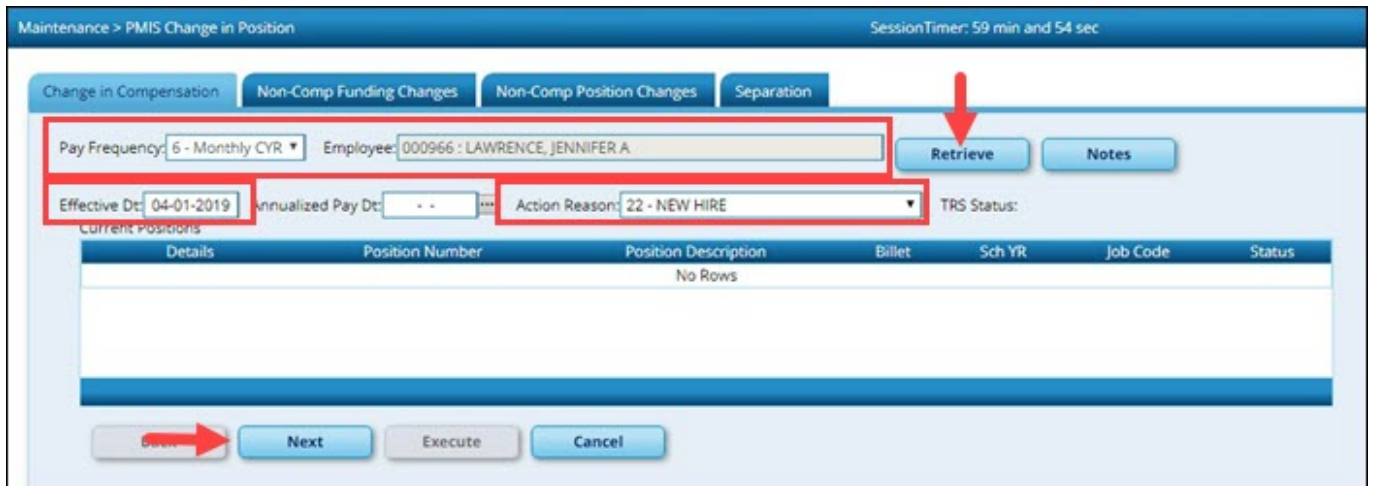 Maintenance > PMIS Change in Position SessionTimer: 59 min and 54 sec
Change in Compensation Non-Comp Funding Changes Non-Comp Position Changes Separation
Pay Frequency: 6 - Monthly CYR Employee: 000966 : LAWRENCE, JENNIFER A Retrieve Notes
Effective Dt: 04-01-2019 Annualized Pay Dt: - - Action Reason: 22 - NEW HIRE TRS Status:
Current Positions
Details Position Number Position Description Billet Sch YR Job Code Status
No Rows
Back Next Execute Cancel